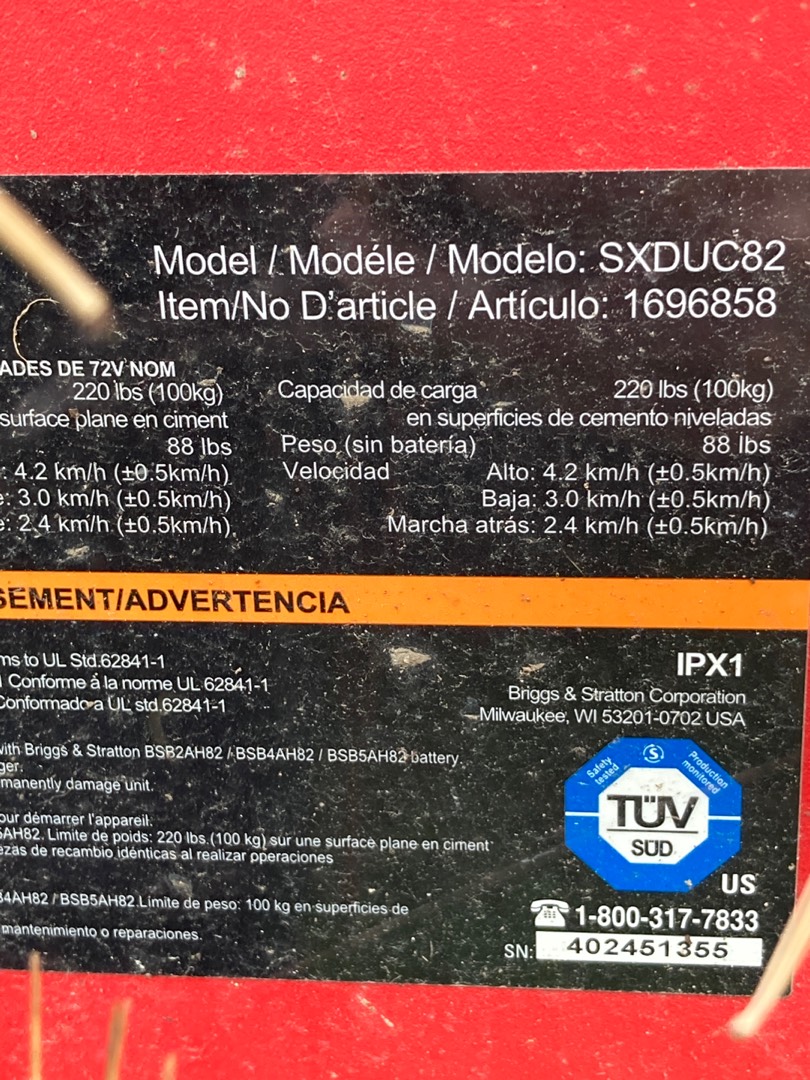 Model / Modéle / Modelo: SXDUC82
Item/No D'article / Artículo: 1696858
ADES DE 72V NOM
220 lbs (100kg)
surface plane en ciment
88 lbs
: 4.2 km/h (±0.5km/h)
e: 3.0 km/h (±0.5km/h)
e: 2.4 km/h (±0.5km/h)
Capacidad de carga 220 lbs (100kg)
en superficies de cemento niveladas
Peso (sin batería) 88 lbs
Velocidad Alto: 4.2 km/h (±0.5km/h)
Baja: 3.0 km/h (±0.5km/h)
Marcha atrás: 2.4 km/h (±0.5km/h)
SEMENT/ADVERTENCIA
ms to UL Std.62841-1
Conforme à la norme UL 62841-1
Conformado a UL std.62841-1
with Briggs & Stratton BSB2AH82 / BSB4AH82 / BSB5AH82 battery.
ger.
manently damage unit.
our démarrer l'appareil.
5AH82. Limite de poids: 220 lbs.(100 kg) sur une surface plane en ciment
ezas de recambio idénticas al realizar operaciones
B4AH82 / BSB5AH82.Límite de peso: 100 kg en superficies de
mantenimiento o reparaciones.
IPX1
Briggs & Stratton Corporation
Milwaukee, WI 53201-0702 USA
Safety tested
S
Production monitored
TÜV
SÜD
US
1-800-317-7833
SN: 402451355